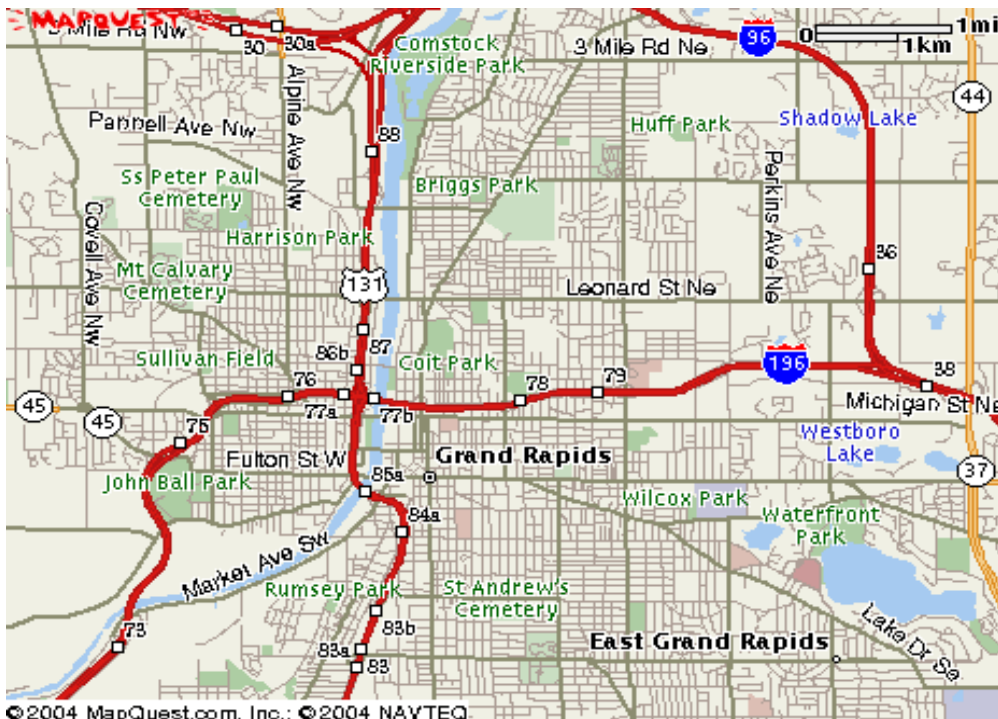 MAPQUEST
3 Mile Rd NW
30
30a
Comstock
Riverside Park
3 Mile Rd Ne
96
0
1mi
1km
44
Alpine Ave NW
Pannell Ave NW
88
Huff Park
Shadow Lake
Ss Peter Paul
Cemetery
Briggs Park
Perkins Ave Ne
Covell Ave NW
Harrison Park
36
Mt Calvary
Cemetery
131
Leonard St Ne
86b
87
Sullivan Field
Coit Park
196
76
78
79
38
45
45
77a
77b
Michigan St Ne
75
Westboro
Lake
Fulton St W
Grand Rapids
37
John Ball Park
85a
Wilcox Park
84a
Waterfront
Park
Market Ave SW
Rumsey Park
St Andrew's
Cemetery
73
83b
83a
83
East Grand Rapids
Lake Dr Se
©2004 MapQuest.com, Inc.; ©2004 NAVTEQ